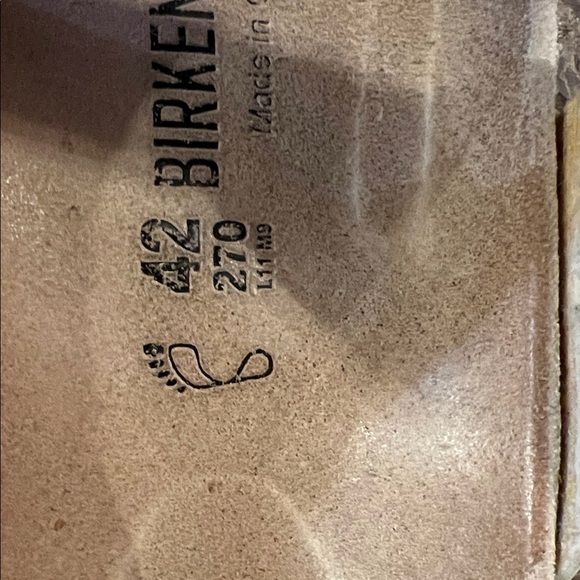 BIRKEN
Made in
42
270
L11 M9